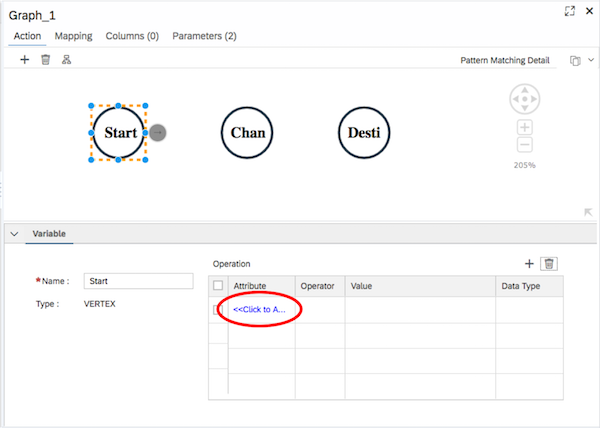 Graph_1
Action Mapping Columns (0) Parameters (2)
Pattern Matching Detail
Start Chan Desti
205%
Variable
Operation
*Name : Start
Attribute Operator Value Data Type
Type : VERTEX
<<Click to A...